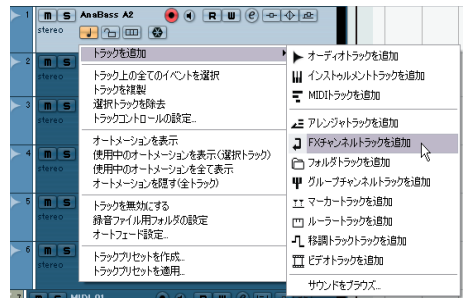 1 m S AnaBass A2 R W e
stereo
2 m S
stereo
3 m S
stereo
4 m S
stereo
5 m S
stereo
6 m S
stereo
7 m S MIDI 01 R W e
トラックを追加
トラック上の全てのイベントを選択
トラックを複製
選択トラックを除去
トラックコントロールの設定...
オートメーションを表示
使用中のオートメーションを表示(選択トラック)
使用中のオートメーションを全て表示
オートメーションを隠す(全トラック)
トラックを無効にする
録音ファイル用フォルダの設定
オートフェード設定...
トラックプリセットを作成...
トラックプリセットを適用...
オーディオトラックを追加
インストゥルメントトラックを追加
MIDIトラックを追加
アレンジャトラックを追加
FXチャンネルトラックを追加
フォルダトラックを追加
グループチャンネルトラックを追加
マーカートラックを追加
ルーラートラックを追加
移調トラックトラックを追加
ビデオトラックを追加
サウンドをブラウズ...